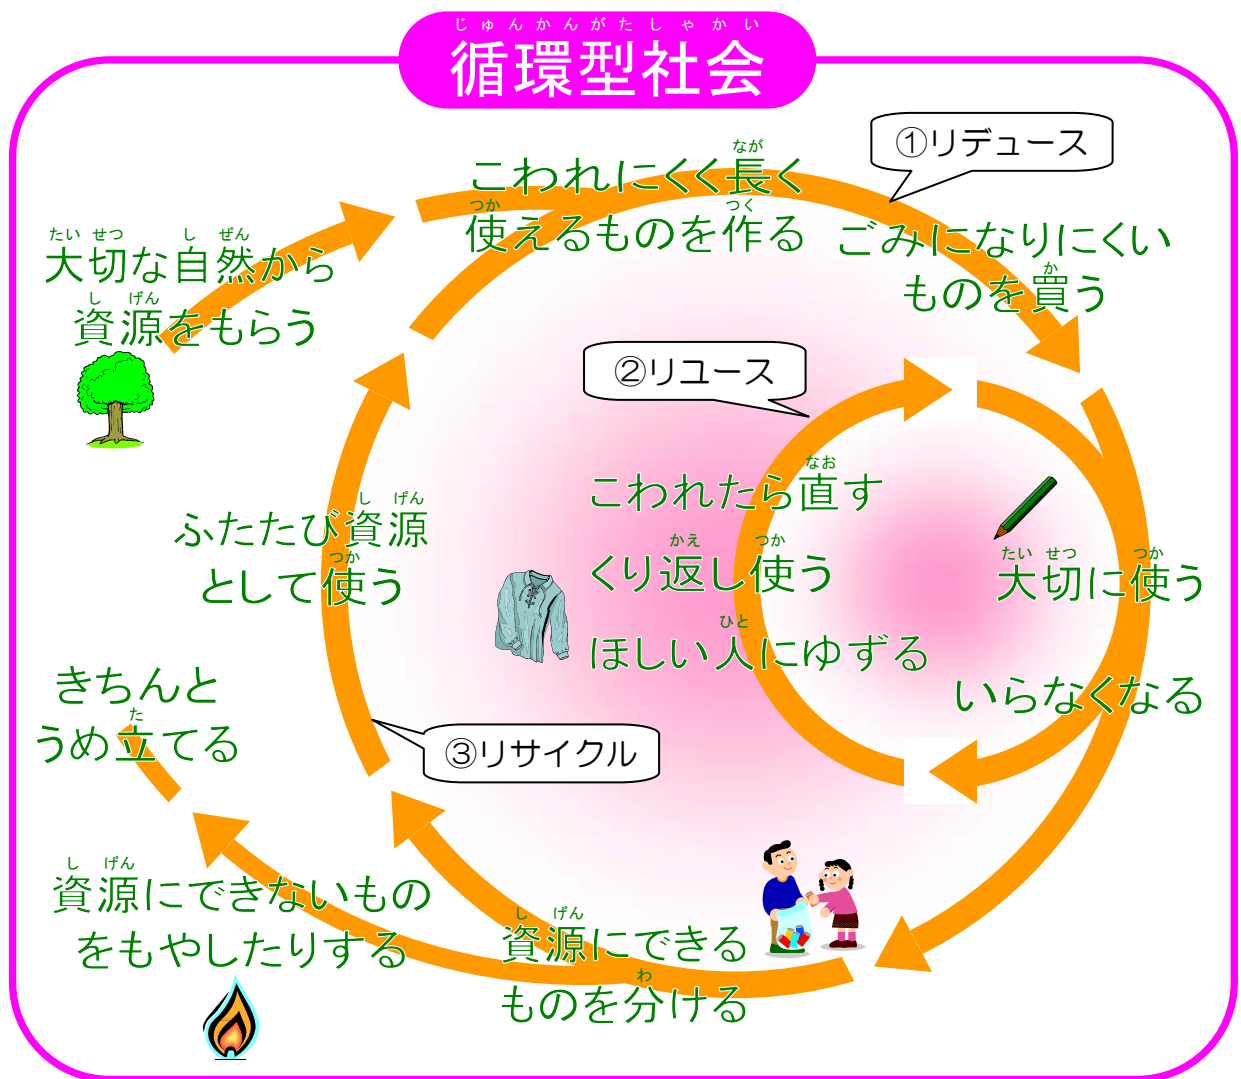 じゅんかんがたしゃかい
循環型社会
①リデュース
なが
こわれにくく長く
つか つく
使えるものを作る
ごみになりにくい
か
ものを買う
たい せつ し ぜん
大切な自然から
し げん
資源をもらう
②リユース
なお
こわれたら直す
かえ つか
くり返し使う
ひと
ほしい人にゆずる
たい せつ つか
大切に使う
いらなくなる
し げん
ふたたび資源
つか
として使う
③リサイクル
きちんと
た
うめ立てる
し げん
資源にできないもの
をもやしたりする
し げん
資源にできる
わ
ものを分ける